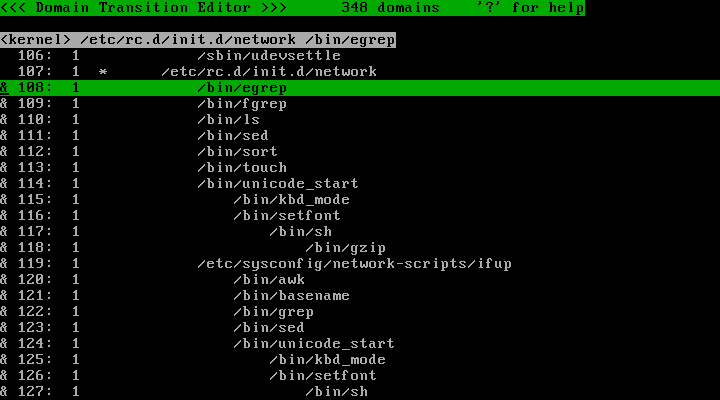 <<< Domain Transition Editor >>>      348 domains    '?' for help
<kernel> /etc/rc.d/init.d/network /bin/egrep
  106:  1             /sbin/udevsettle
  107:  1  *      /etc/rc.d/init.d/network
& 108:  1             /bin/egrep
& 109:  1             /bin/fgrep
& 110:  1             /bin/ls
& 111:  1             /bin/sed
& 112:  1             /bin/sort
& 113:  1             /bin/touch
& 114:  1             /bin/unicode_start
& 115:  1                 /bin/kbd_mode
& 116:  1                 /bin/setfont
& 117:  1                     /bin/sh
& 118:  1                         /bin/gzip
& 119:  1             /etc/sysconfig/network-scripts/ifup
& 120:  1                 /bin/awk
& 121:  1                 /bin/basename
& 122:  1                 /bin/grep
& 123:  1                 /bin/sed
& 124:  1                 /bin/unicode_start
& 125:  1                     /bin/kbd_mode
& 126:  1                     /bin/setfont
& 127:  1                         /bin/sh